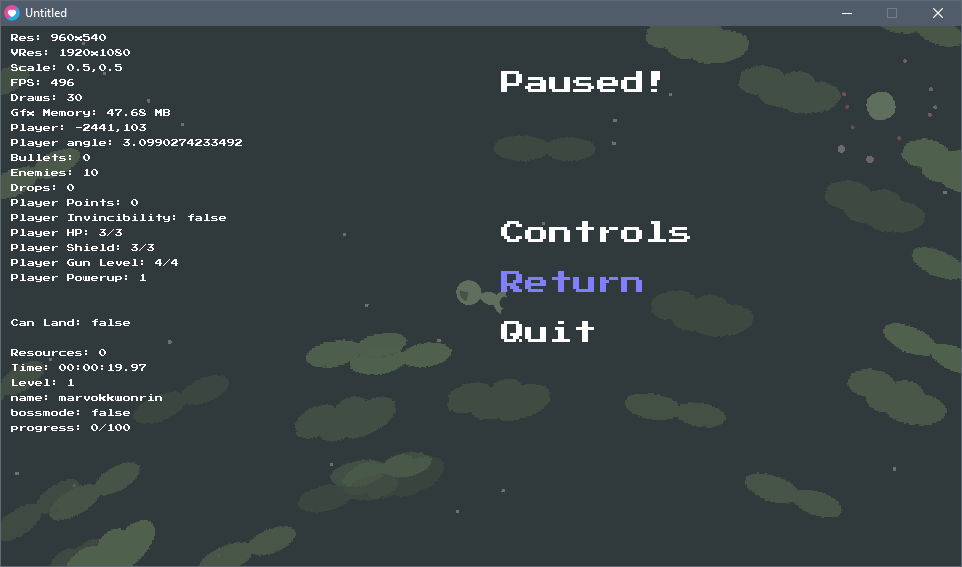 Untitled
Res: 960x540
VRes: 1920x1080
Scale: 0.5,0.5
FPS: 496
Draws: 30
Gfx Memory: 47.68 MB
Player: -2441,103
Player angle: 3.0990274233492
Bullets: 0
Enemies: 10
Drops: 0
Player Points: 0
Player Invincibility: false
Player HP: 3/3
Player Shield: 3/3
Player Gun Level: 4/4
Player Powerup: 1
Can Land: false
Resources: 0
Time: 00:00:19.97
Level: 1
name: marvokkwonrin
bossmode: false
progress: 0/100
Paused!
Controls
Return
Quit